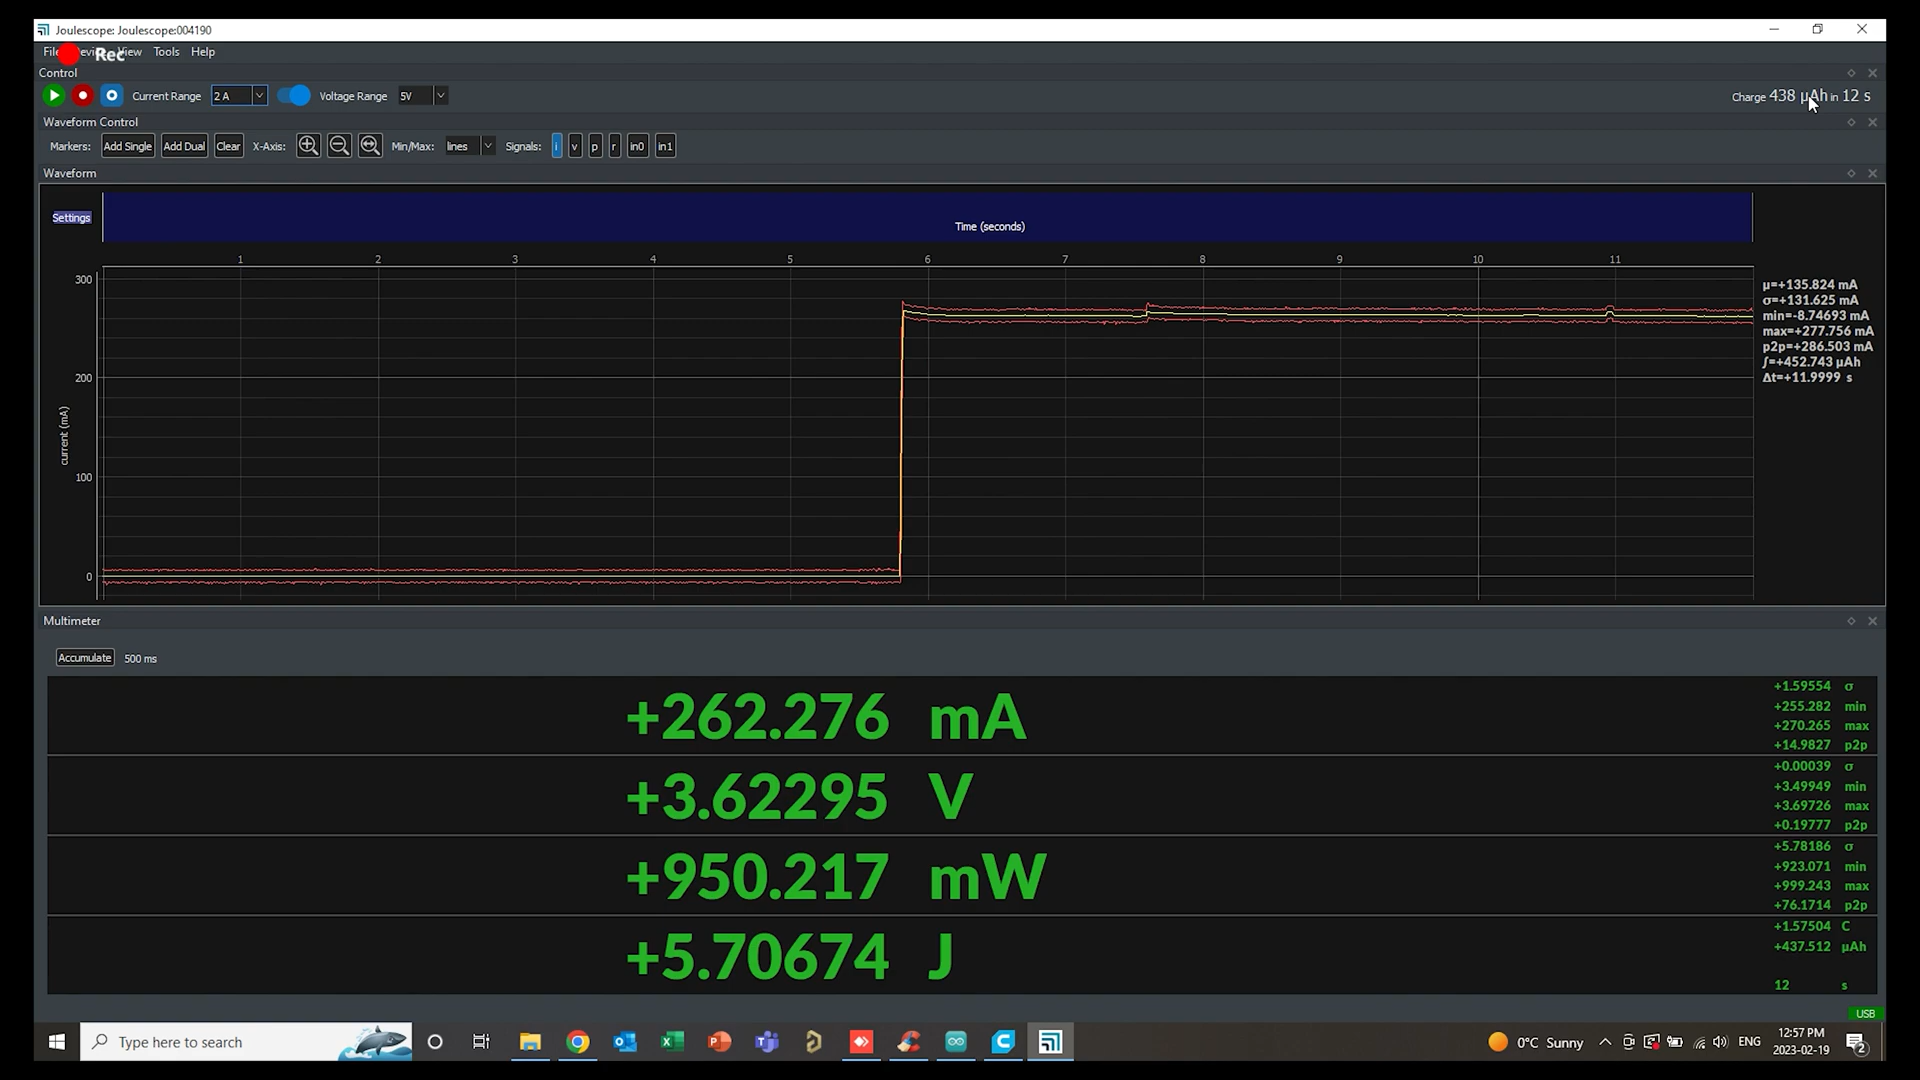 Joulescope: Joulescope:004190
File Device View Tools Help
Rec
Control
Current Range 2 A Voltage Range 5V Charge 438 µAh in 12 s
Waveform Control
Markers: Add Single Add Dual Clear X-Axis: Min/Max: lines Signals: i v p r in0 in1
Waveform
Settings
Time (seconds)
1 2 3 4 5 6 7 8 9 10 11
300
200
100
0
current (mA)
µ=+135.824 mA
σ=+131.625 mA
min=-8.74693 mA
max=+277.756 mA
p2p=+286.503 mA
∫=+452.743 µAh
Δt=+11.9999 s
Multimeter
Accumulate 500 ms
+262.276 mA
+1.59554 σ
+255.282 min
+270.265 max
+14.9827 p2p
+3.62295 V
+0.00039 σ
+3.49949 min
+3.69726 max
+0.19777 p2p
+950.217 mW
+5.78186 σ
+923.071 min
+999.243 max
+76.1714 p2p
+5.70674 J
+1.57504 C
+437.512 µAh
12 s
USB
Type here to search
0°C Sunny
ENG
12:57 PM
2023-02-19
2